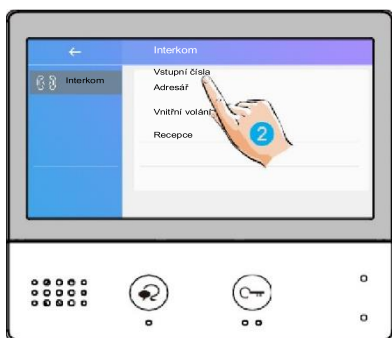 Interkom
Interkom
Vstupní čísla
Adresář
Vnitřní volání
Recepce
2